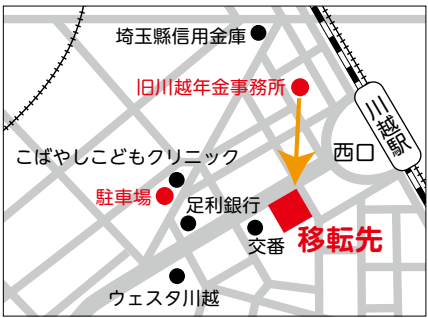 埼玉縣信用金庫
旧川越年金事務所
川越駅
西口
こばやしこどもクリニック
駐車場
足利銀行
交番
移転先
ウェスタ川越